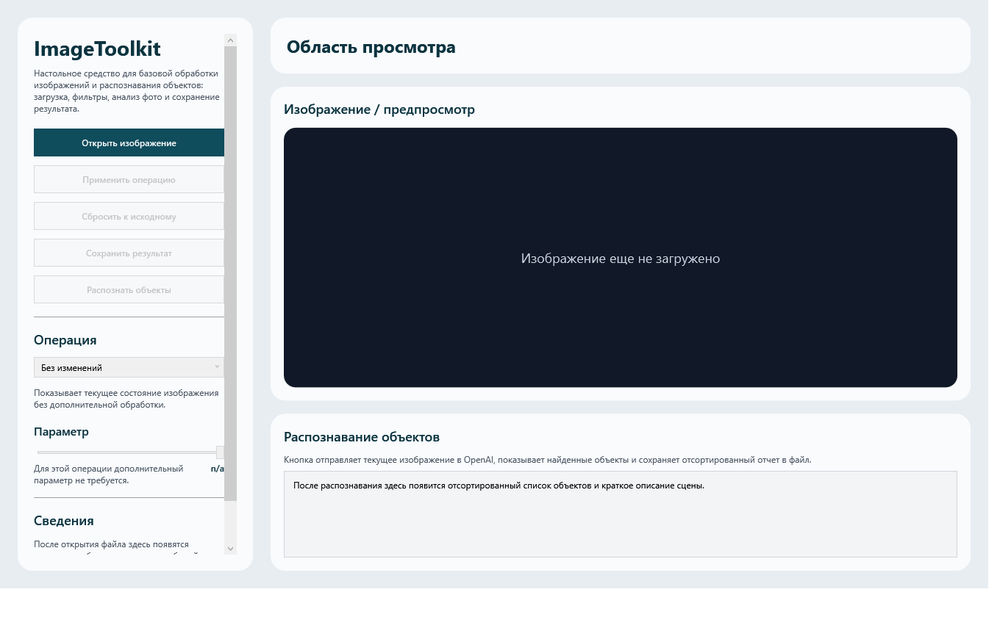 ImageToolkit
Настольное средство для базовой обработки
изображений и распознавания объектов:
загрузка, фильтры, анализ фото и сохранение
результата.
Открыть изображение
Применить операцию
Сбросить к исходному
Сохранить результат
Распознать объекты
Операция
Без изменений
Показывает текущее состояние изображения
без дополнительной обработки.
Параметр
Для этой операции дополнительный
параметр не требуется.
n/a
Сведения
После открытия файла здесь появятся
Область просмотра
Изображение / предпросмотр
Изображение еще не загружено
Распознавание объектов
Кнопка отправляет текущее изображение в OpenAI, показывает найденные объекты и сохраняет отсортированный отчет в файл.
После распознавания здесь появится отсортированный список объектов и краткое описание сцены.